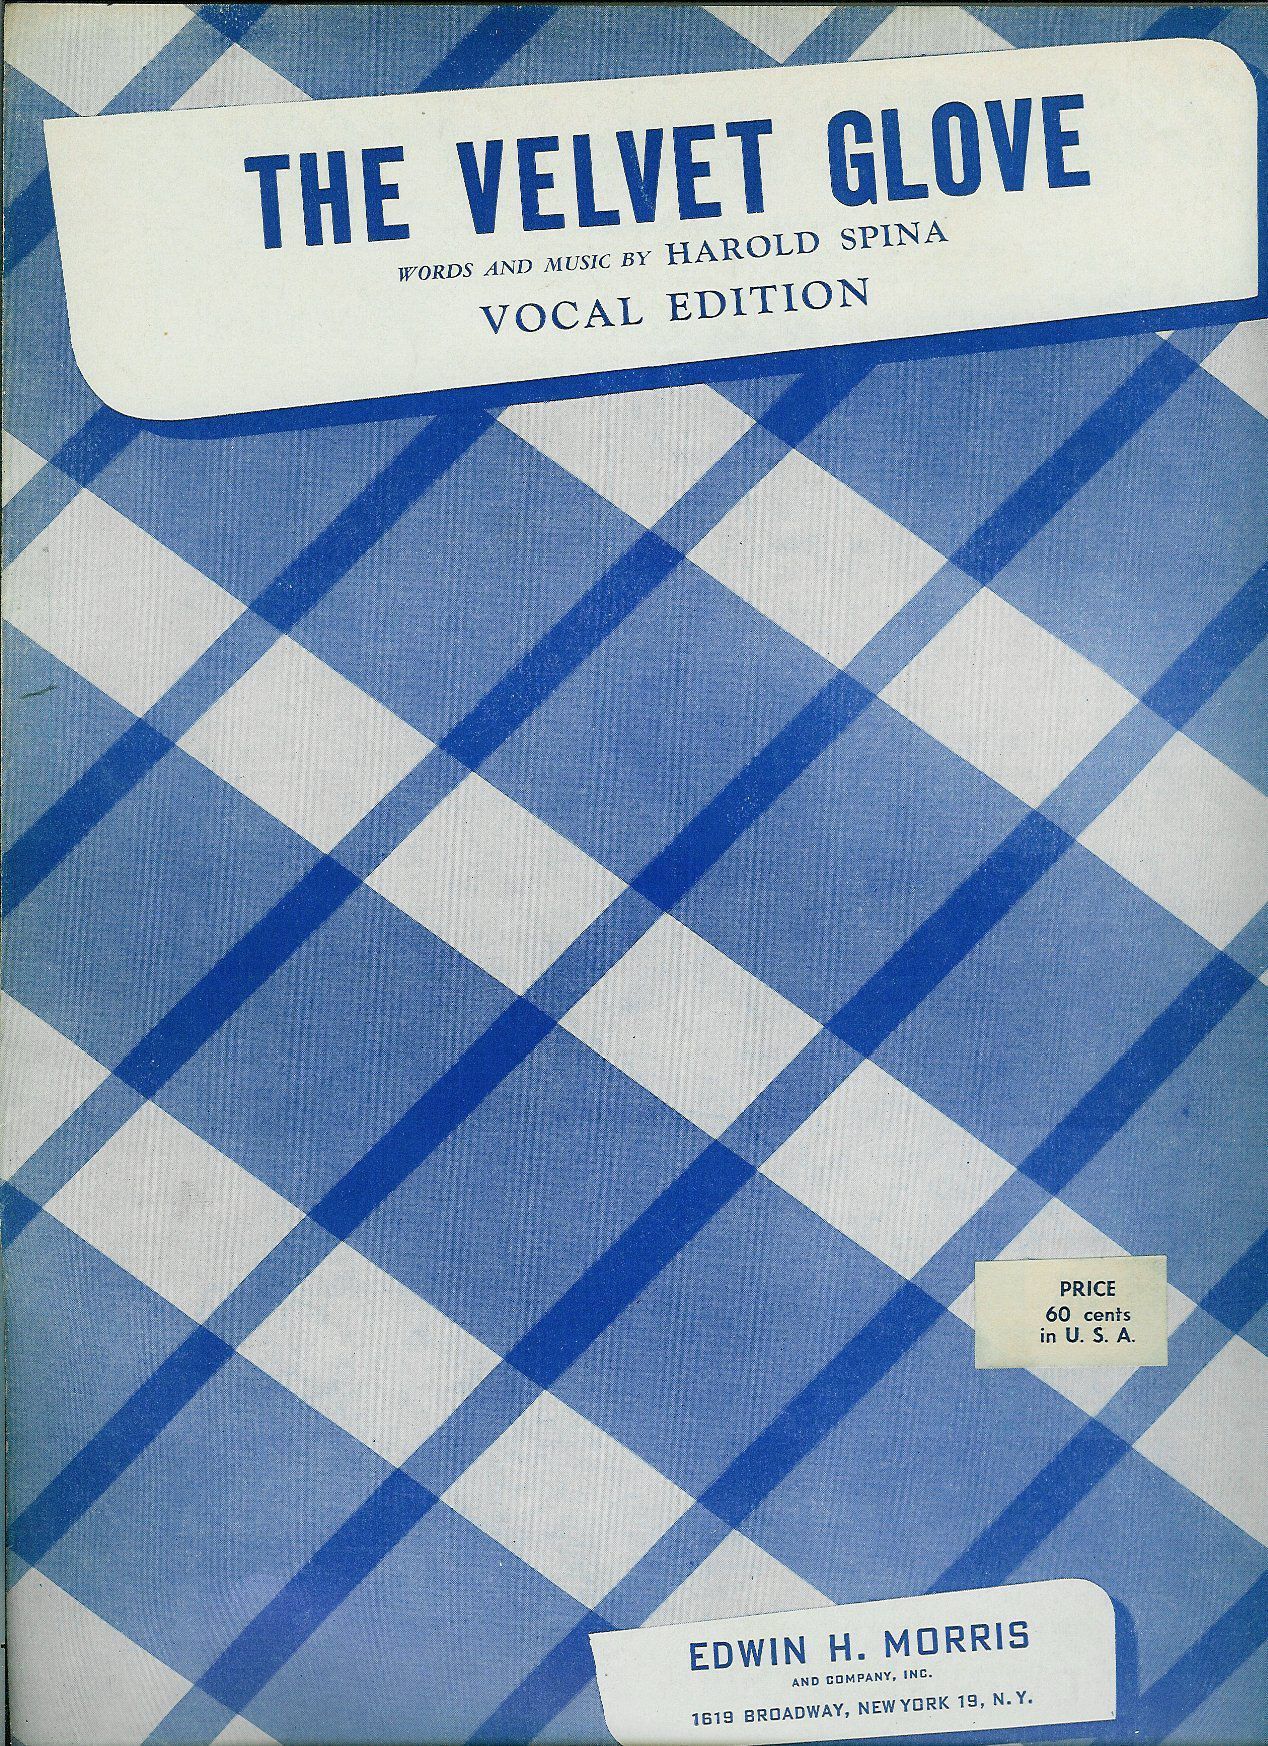 THE VELVET GLOVE
WORDS AND MUSIC BY HAROLD SPINA
VOCAL EDITION
PRICE
60 cents
in U. S. A.
EDWIN H. MORRIS
AND COMPANY, INC.
1619 BROADWAY, NEW YORK 19, N. Y.